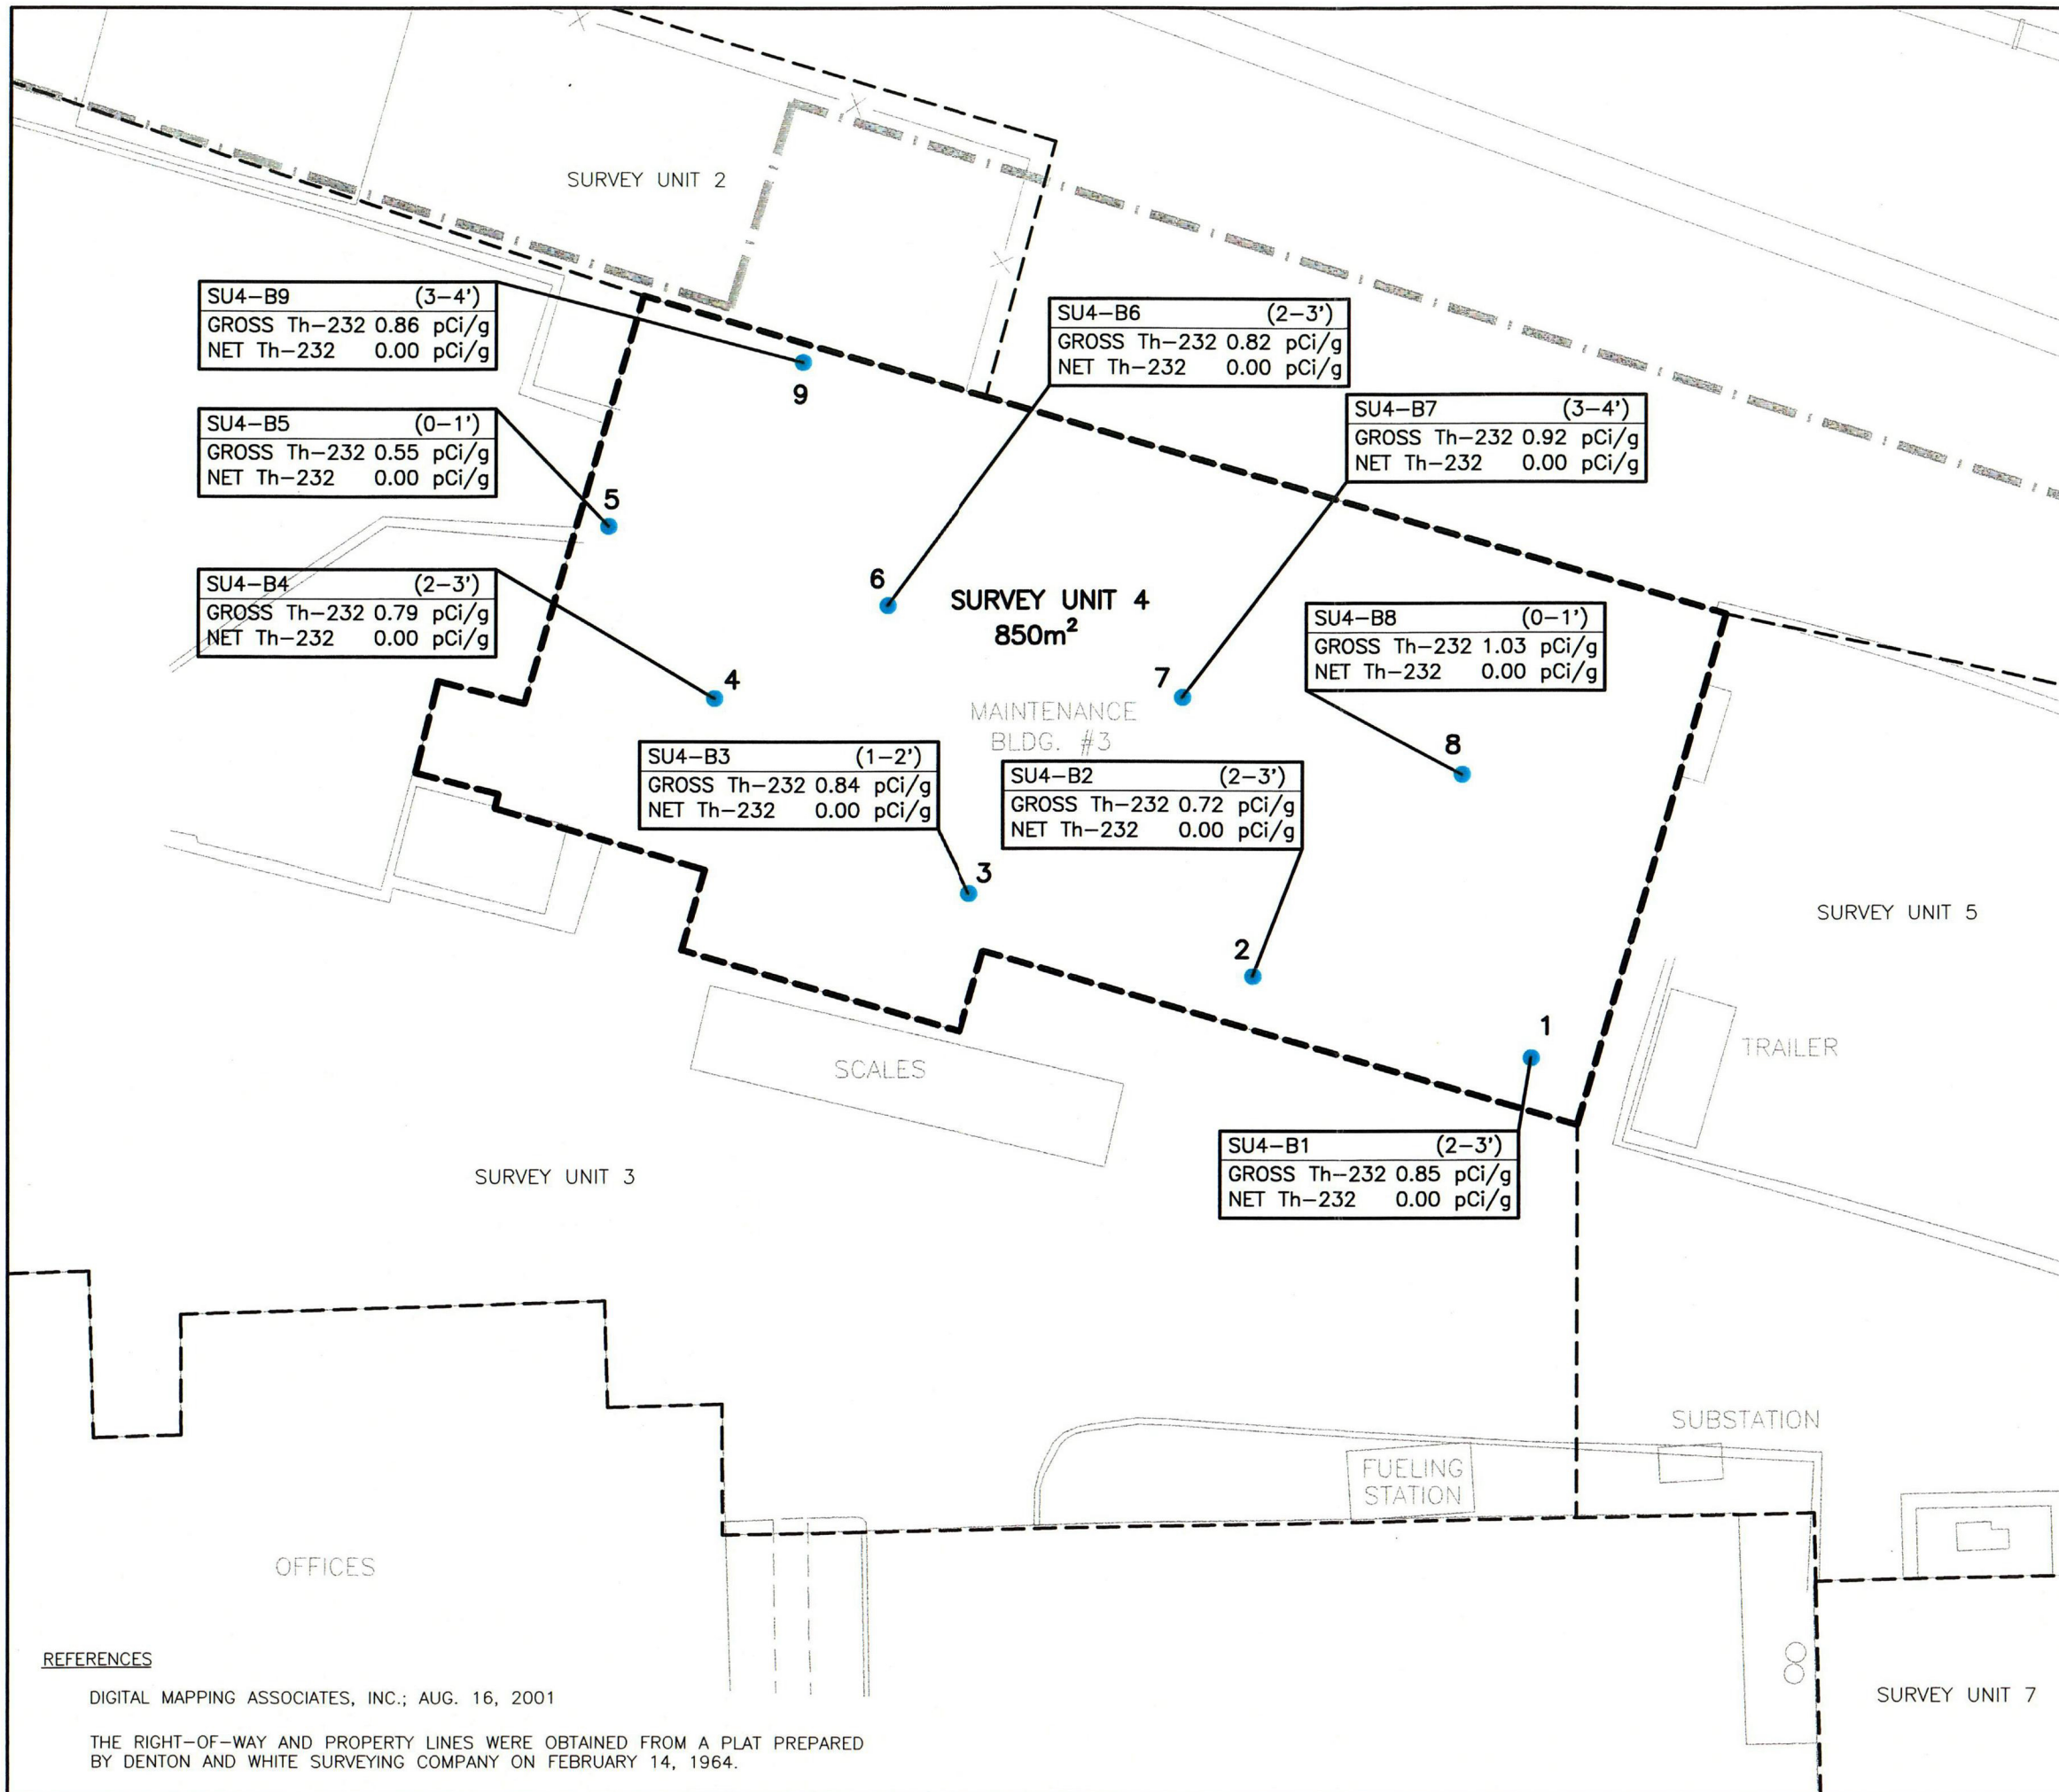 SURVEY UNIT 2
SU4-B9 (3-4')
GROSS Th-232 0.86 pCi/g
NET Th-232 0.00 pCi/g
9
SU4-B6 (2-3')
GROSS Th-232 0.82 pCi/g
NET Th-232 0.00 pCi/g
SU4-B7 (3-4')
GROSS Th-232 0.92 pCi/g
NET Th-232 0.00 pCi/g
SU4-B5 (0-1')
GROSS Th-232 0.55 pCi/g
NET Th-232 0.00 pCi/g
5
SU4-B4 (2-3')
GROSS Th-232 0.79 pCi/g
NET Th-232 0.00 pCi/g
4
6
SURVEY UNIT 4
850m²
7
MAINTENANCE
BLDG. #3
SU4-B8 (0-1')
GROSS Th-232 1.03 pCi/g
NET Th-232 0.00 pCi/g
8
SU4-B3 (1-2')
GROSS Th-232 0.84 pCi/g
NET Th-232 0.00 pCi/g
3
SU4-B2 (2-3')
GROSS Th-232 0.72 pCi/g
NET Th-232 0.00 pCi/g
2
SURVEY UNIT 5
1
TRAILER
SCALES
SU4-B1 (2-3')
GROSS Th-232 0.85 pCi/g
NET Th-232 0.00 pCi/g
SURVEY UNIT 3
SUBSTATION
FUELING
STATION
OFFICES
SURVEY UNIT 7
REFERENCES
DIGITAL MAPPING ASSOCIATES, INC.; AUG. 16, 2001
THE RIGHT-OF-WAY AND PROPERTY LINES WERE OBTAINED FROM A PLAT PREPARED
BY DENTON AND WHITE SURVEYING COMPANY ON FEBRUARY 14, 1964.